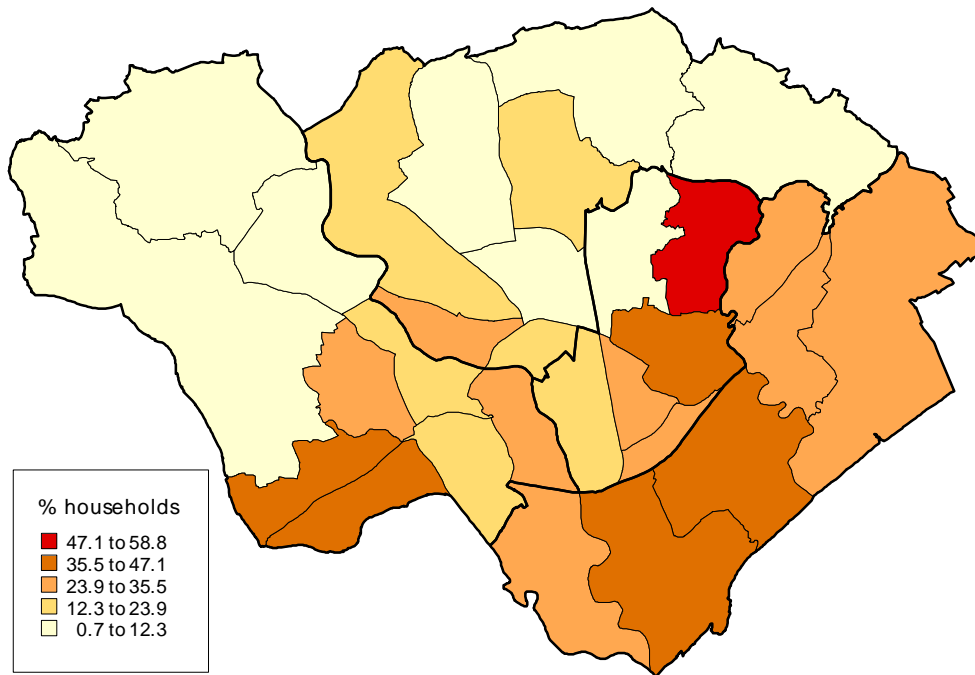 % households
47.1 to 58.8
35.5 to 47.1
23.9 to 35.5
12.3 to 23.9
0.7 to 12.3